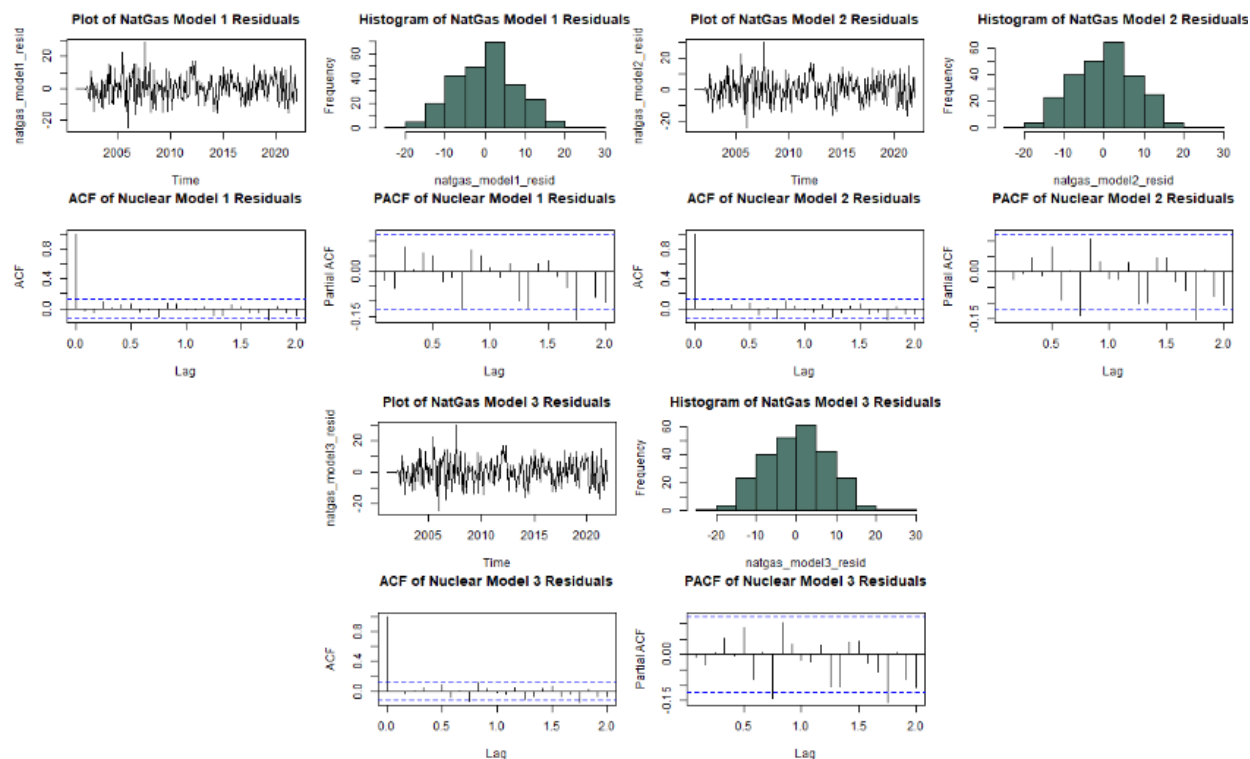 Plot of NatGas Model 1 Residuals
natgas_model1_resid
-20 0 20
2005 2010 2015 2020
Time
Histogram of NatGas Model 1 Residuals
Frequency
0 20 40 60
-20 -10 0 10 20 30
natgas_model1_resid
Plot of NatGas Model 2 Residuals
natgas_model2_resid
-20 0 20
2005 2010 2015 2020
Time
Histogram of NatGas Model 2 Residuals
Frequency
0 20 40 60
-20 -10 0 10 20 30
natgas_model2_resid
ACF of Nuclear Model 1 Residuals
ACF
0.0 0.4 0.8
0.0 0.5 1.0 1.5 2.0
Lag
PACF of Nuclear Model 1 Residuals
Partial ACF
-0.15 0.00
0.5 1.0 1.5 2.0
Lag
ACF of Nuclear Model 2 Residuals
ACF
0.0 0.4 0.8
0.0 0.5 1.0 1.5 2.0
Lag
PACF of Nuclear Model 2 Residuals
Partial ACF
-0.15 0.00
0.5 1.0 1.5 2.0
Lag
Plot of NatGas Model 3 Residuals
natgas_model3_resid
-20 0 20
2005 2010 2015 2020
Time
Histogram of NatGas Model 3 Residuals
Frequency
0 20 40 60
-20 -10 0 10 20 30
natgas_model3_resid
ACF of Nuclear Model 3 Residuals
ACF
0.0 0.4 0.8
0.0 0.5 1.0 1.5 2.0
Lag
PACF of Nuclear Model 3 Residuals
Partial ACF
-0.15 0.00
0.5 1.0 1.5 2.0
Lag